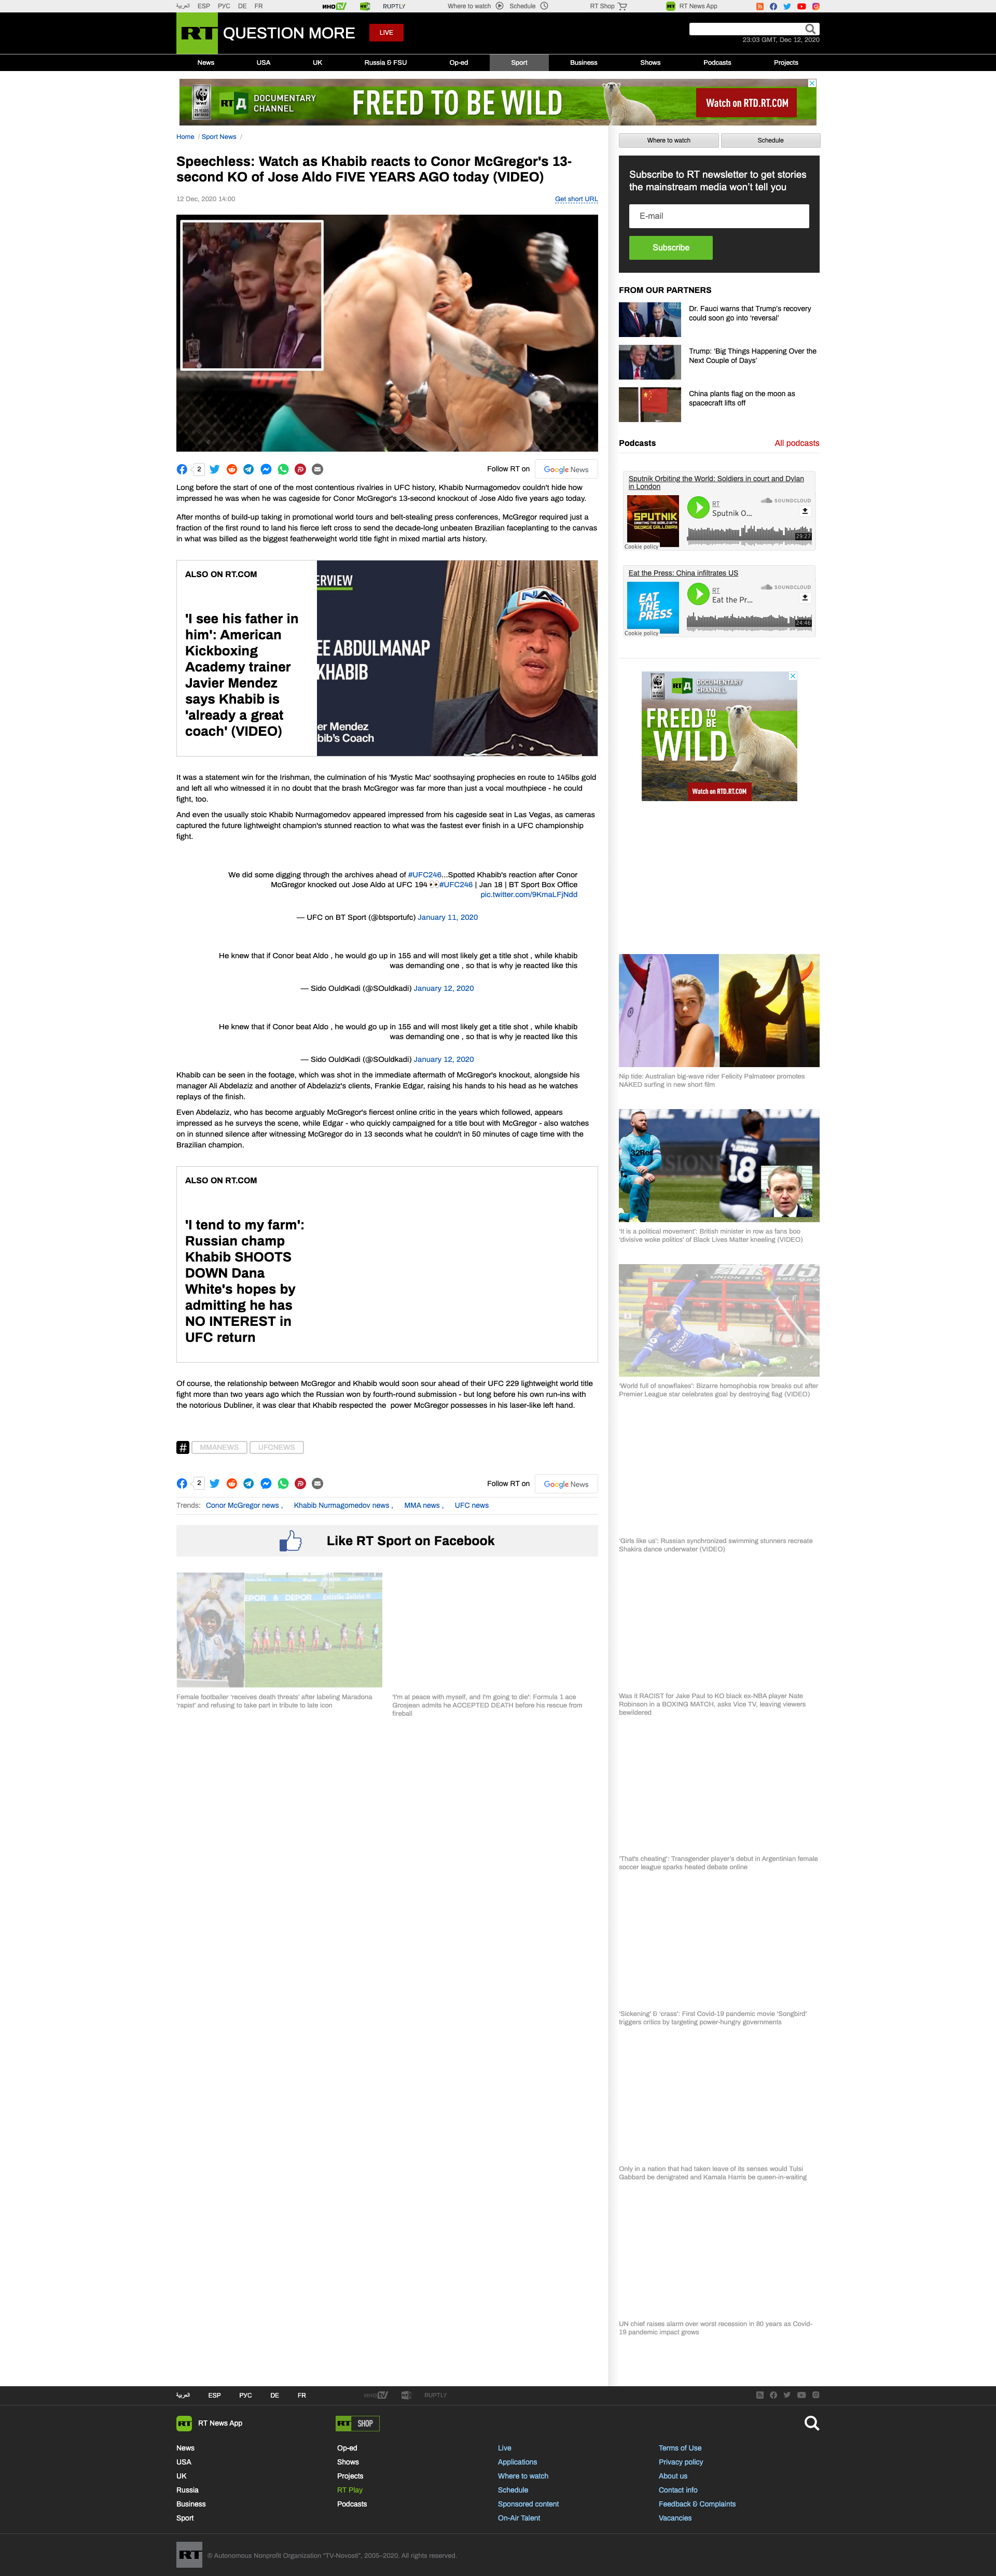 العربية ESP РУС DE FR ИНО TV RUPTLY Where to watch Schedule RT Shop RT News App
RT QUESTION MORE LIVE
23:03 GMT, Dec 12, 2020
News USA UK Russia & FSU Op-ed Sport Business Shows Podcasts Projects
WWF RTД DOCUMENTARY CHANNEL FREED TO BE WILD Watch on RTD.RT.COM
Home / Sport News /
Speechless: Watch as Khabib reacts to Conor McGregor's 13-
second KO of Jose Aldo FIVE YEARS AGO today (VIDEO)
12 Dec, 2020 14:00
Get short URL
UFC
2
Follow RT on Google News
Long before the start of one of the most contentious rivalries in UFC history, Khabib Nurmagomedov couldn't hide how
impressed he was when he was cageside for Conor McGregor's 13-second knockout of Jose Aldo five years ago today.
After months of build-up taking in promotional world tours and belt-stealing press conferences, McGregor required just a
fraction of the first round to land his fierce left cross to send the decade-long unbeaten Brazilian faceplanting to the canvas
in what was billed as the biggest featherweight world title fight in mixed martial arts history.
ALSO ON RT.COM
'I see his father in
him': American
Kickboxing
Academy trainer
Javier Mendez
says Khabib is
'already a great
coach' (VIDEO)
ERVIEW
EE ABDULMANAP
KHABIB
er Mendez
bib's Coach
It was a statement win for the Irishman, the culmination of his 'Mystic Mac' soothsaying prophecies en route to 145lbs gold
and left all who witnessed it in no doubt that the brash McGregor was far more than just a vocal mouthpiece - he could
fight, too.
And even the usually stoic Khabib Nurmagomedov appeared impressed from his cageside seat in Las Vegas, as cameras
captured the future lightweight champion's stunned reaction to what was the fastest ever finish in a UFC championship
fight.
We did some digging through the archives ahead of #UFC246...Spotted Khabib's reaction after Conor
McGregor knocked out Jose Aldo at UFC 194 👀#UFC246 | Jan 18 | BT Sport Box Office
pic.twitter.com/9KmaLFjNdd
— UFC on BT Sport (@btsportufc) January 11, 2020
He knew that if Conor beat Aldo , he would go up in 155 and will most likely get a title shot , while khabib
was demanding one , so that is why je reacted like this
— Sido OuldKadi (@SOuldkadi) January 12, 2020
He knew that if Conor beat Aldo , he would go up in 155 and will most likely get a title shot , while khabib
was demanding one , so that is why je reacted like this
— Sido OuldKadi (@SOuldkadi) January 12, 2020
Khabib can be seen in the footage, which was shot in the immediate aftermath of McGregor's knockout, alongside his
manager Ali Abdelaziz and another of Abdelaziz's clients, Frankie Edgar, raising his hands to his head as he watches
replays of the finish.
Even Abdelaziz, who has become arguably McGregor's fiercest online critic in the years which followed, appears
impressed as he surveys the scene, while Edgar - who quickly campaigned for a title bout with McGregor - also watches
on in stunned silence after witnessing McGregor do in 13 seconds what he couldn't in 50 minutes of cage time with the
Brazilian champion.
ALSO ON RT.COM
'I tend to my farm':
Russian champ
Khabib SHOOTS
DOWN Dana
White's hopes by
admitting he has
NO INTEREST in
UFC return
Of course, the relationship between McGregor and Khabib would soon sour ahead of their UFC 229 lightweight world title
fight more than two years ago which the Russian won by fourth-round submission - but long before his own run-ins with
the notorious Dubliner, it was clear that Khabib respected the power McGregor possesses in his laser-like left hand.
# MMANEWS UFCNEWS
2
Follow RT on Google News
Trends: Conor McGregor news , Khabib Nurmagomedov news , MMA news , UFC news
Like RT Sport on Facebook
Female footballer 'receives death threats' after labeling Maradona
'rapist' and refusing to take part in tribute to late icon
'I'm at peace with myself, and I'm going to die': Formula 1 ace
Grosjean admits he ACCEPTED DEATH before his rescue from
fireball
Where to watch
Schedule
Subscribe to RT newsletter to get stories
the mainstream media won't tell you
E-mail
Subscribe
FROM OUR PARTNERS
Dr. Fauci warns that Trump's recovery
could soon go into 'reversal'
Trump: 'Big Things Happening Over the
Next Couple of Days'
China plants flag on the moon as
spacecraft lifts off
Podcasts
All podcasts
Sputnik Orbiting the World: Soldiers in court and Dylan
in London
SPUTNIK
RT
Sputnik O...
SOUNDCLOUD
29:27
Cookie policy
Eat the Press: China infiltrates US
EAT
THE
PRESS
RT
Eat the Pr...
SOUNDCLOUD
24:46
Cookie policy
WWF RTД DOCUMENTARY CHANNEL
FREED TO BE
WILD
Watch on RTD.RT.COM
Nip tide: Australian big-wave rider Felicity Palmateer promotes
NAKED surfing in new short film
32Red
18
'It is a political movement': British minister in row as fans boo
'divisive woke politics' of Black Lives Matter kneeling (VIDEO)
'World full of snowflakes': Bizarre homophobia row breaks out after
Premier League star celebrates goal by destroying flag (VIDEO)
'Girls like us': Russian synchronized swimming stunners recreate
Shakira dance underwater (VIDEO)
Was it RACIST for Jake Paul to KO black ex-NBA player Nate
Robinson in a BOXING MATCH, asks Vice TV, leaving viewers
bewildered
'That's cheating': Transgender player's debut in Argentinian female
soccer league sparks heated debate online
'Sickening' & 'crass': First Covid-19 pandemic movie 'Songbird'
triggers critics by targeting power-hungry governments
Only in a nation that had taken leave of its senses would Tulsi
Gabbard be denigrated and Kamala Harris be queen-in-waiting
UN chief raises alarm over worst recession in 80 years as Covid-
19 pandemic impact grows
العربية ESP РУС DE FR ИНО TV RUPTLY
RT RT News App
RT SHOP
News
USA
UK
Russia
Business
Sport
Op-ed
Shows
Projects
RT Play
Podcasts
Live
Applications
Where to watch
Schedule
Sponsored content
On-Air Talent
Terms of Use
Privacy policy
About us
Contact info
Feedback & Complaints
Vacancies
RT © Autonomous Nonprofit Organization "TV-Novosti", 2005–2020. All rights reserved.